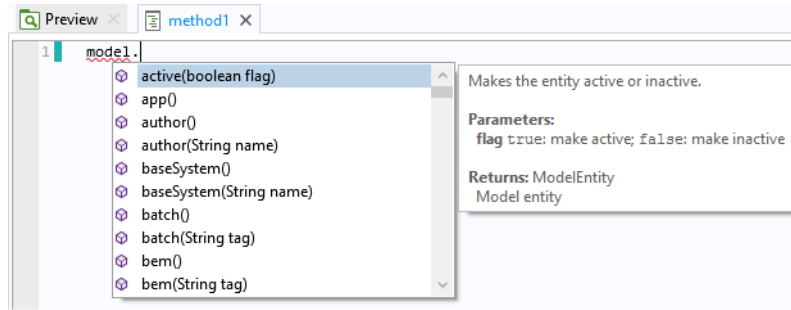 Preview method1
1 model.
active(boolean flag)
app()
author()
author(String name)
baseSystem()
baseSystem(String name)
batch()
batch(String tag)
bem()
bem(String tag)
Makes the entity active or inactive.
Parameters:
flag true: make active; false: make inactive
Returns: ModelEntity
Model entity